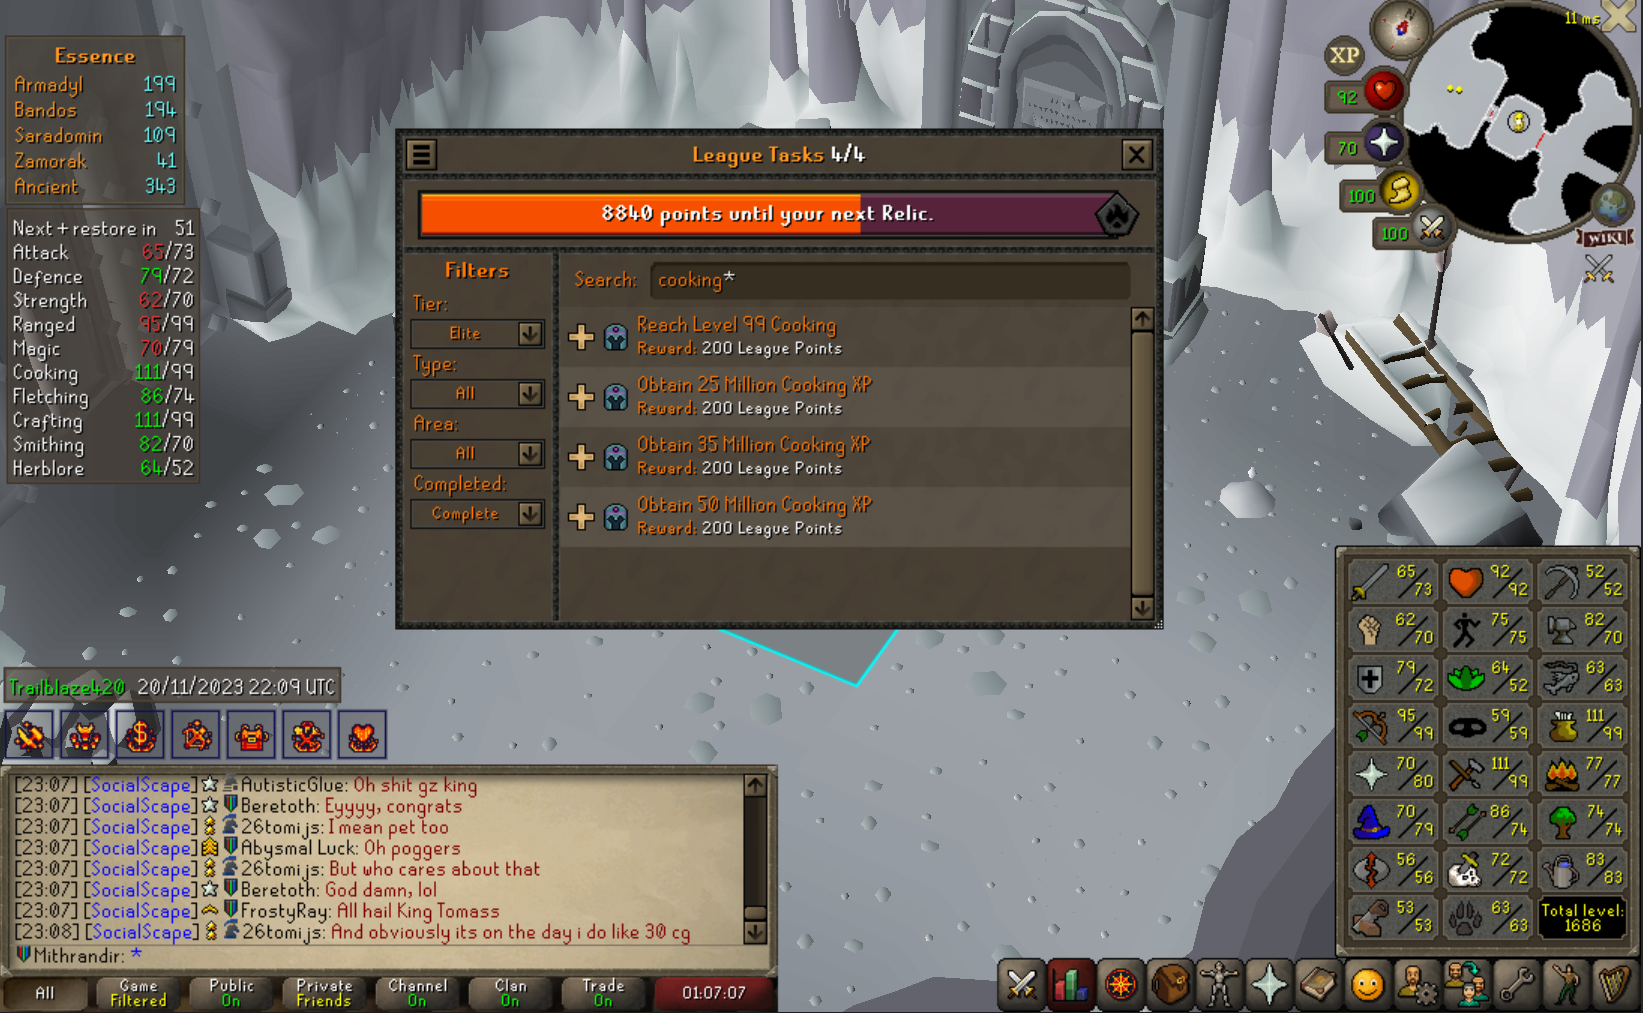 11 ms
XP
92
70
100
100
WIKI
Essence
Armadyl 199
Bandos 194
Saradomin 109
Zamorak 41
Ancient 343
Next + restore in 51
Attack 65/73
Defence 79/72
Strength 62/70
Ranged 95/99
Magic 70/79
Cooking 111/99
Fletching 86/74
Crafting 111/99
Smithing 82/70
Herblore 64/52
League Tasks 4/4
8840 points until your next Relic.
Filters
Tier:
Elite
Type:
All
Area:
All
Completed:
Complete
Search: cooking*
Reach Level 99 Cooking
Reward: 200 League Points
Obtain 25 Million Cooking XP
Reward: 200 League Points
Obtain 35 Million Cooking XP
Reward: 200 League Points
Obtain 50 Million Cooking XP
Reward: 200 League Points
Trailblaze420 20/11/2023 22:09 UTC
[23:07] [SocialScape] AutisticGlue: Oh shit gz king
[23:07] [SocialScape] Beretoth: Eyyyy, congrats
[23:07] [SocialScape] 26tomijs: I mean pet too
[23:07] [SocialScape] Abysmal Luck: Oh poggers
[23:07] [SocialScape] 26tomijs: But who cares about that
[23:07] [SocialScape] Beretoth: God damn, lol
[23:07] [SocialScape] FrostyRay: All hail King Tomass
[23:08] [SocialScape] 26tomijs: And obviously its on the day i do like 30 cg
Mithrandir: *
All
Game Filtered
Public On
Private Friends
Channel On
Clan On
Trade On
01:07:07
65/73 92/92 52/52
62/70 75/75 82/70
79/72 64/52 63/63
95/99 59/59 111/99
70/80 111/99 77/77
70/79 86/74 74/74
56/56 72/72 83/83
53/53 63/63 Total level: 1686